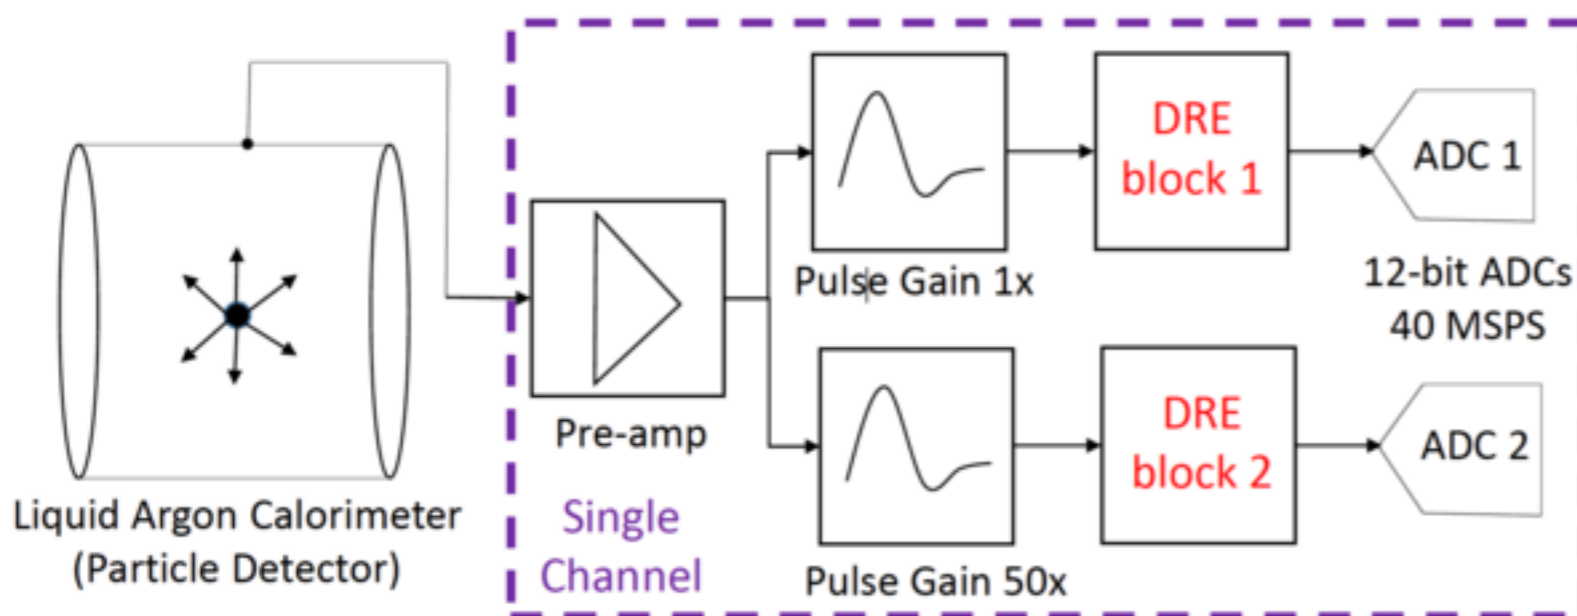 DRE
block 1
ADC 1
Pulse Gain 1x
12-bit ADCs
40 MSPS
Pre-amp
DRE
block 2
ADC 2
Liquid Argon Calorimeter
(Particle Detector)
Single
Channel
Pulse Gain 50x